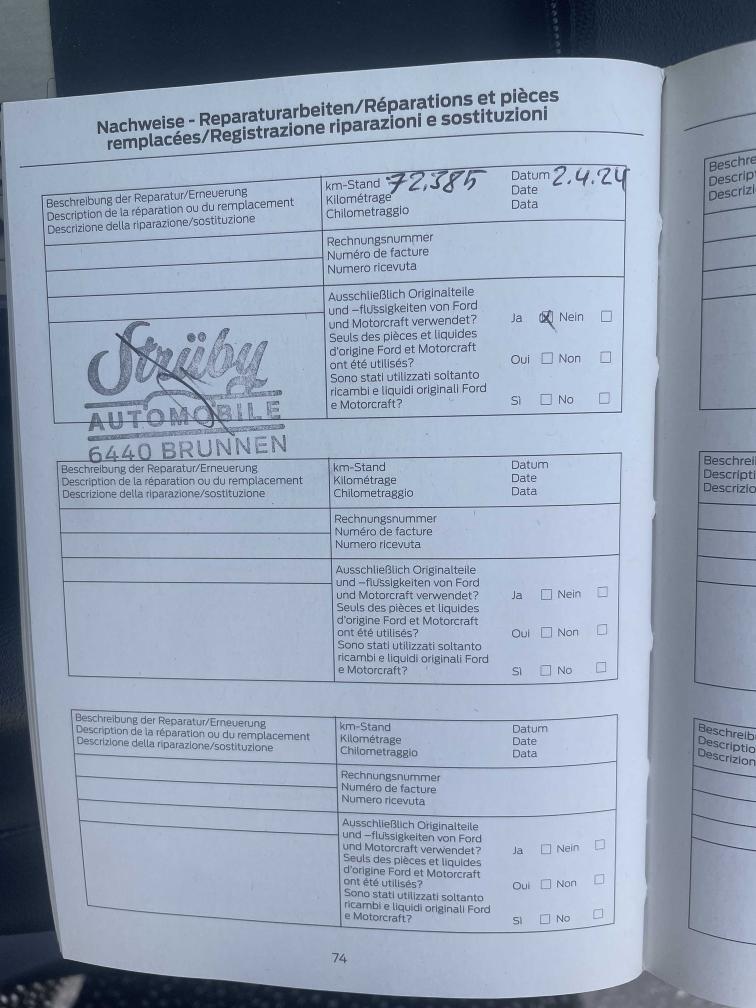 Nachweise - Reparaturarbeiten/Réparations et pièces
remplacées/Registrazione riparazioni e sostituzioni
Beschreibung der Reparatur/Erneuerung
Description de la réparation ou du remplacement
Descrizione della riparazione/sostituzione
km-Stand 72.385
Kilométrage
Chilometraggio
Datum 2.4.24
Date
Data
Rechnungsnummer
Numéro de facture
Numero ricevuta
Ausschließlich Originalteile
und –flüssigkeiten von Ford
und Motorcraft verwendet?
Ja Nein
Seuls des pièces et liquides
d'origine Ford et Motorcraft
ont été utilisés?
Oui Non
Sono stati utilizzati soltanto
ricambi e liquidi originali Ford
e Motorcraft?
Sì No
Strüby
AUTOMOBILE
6440 BRUNNEN
Beschreibung der Reparatur/Erneuerung
Description de la réparation ou du remplacement
Descrizione della riparazione/sostituzione
km-Stand
Kilométrage
Chilometraggio
Datum
Date
Data
Rechnungsnummer
Numéro de facture
Numero ricevuta
Ausschließlich Originalteile
und –flüssigkeiten von Ford
und Motorcraft verwendet?
Ja Nein
Seuls des pièces et liquides
d'origine Ford et Motorcraft
ont été utilisés?
Oui Non
Sono stati utilizzati soltanto
ricambi e liquidi originali Ford
e Motorcraft?
Sì No
Beschreibung der Reparatur/Erneuerung
Description de la réparation ou du remplacement
Descrizione della riparazione/sostituzione
km-Stand
Kilométrage
Chilometraggio
Datum
Date
Data
Rechnungsnummer
Numéro de facture
Numero ricevuta
Ausschließlich Originalteile
und –flüssigkeiten von Ford
und Motorcraft verwendet?
Ja Nein
Seuls des pièces et liquides
d'origine Ford et Motorcraft
ont été utilisés?
Oui Non
Sono stati utilizzati soltanto
ricambi e liquidi originali Ford
e Motorcraft?
Sì No
74